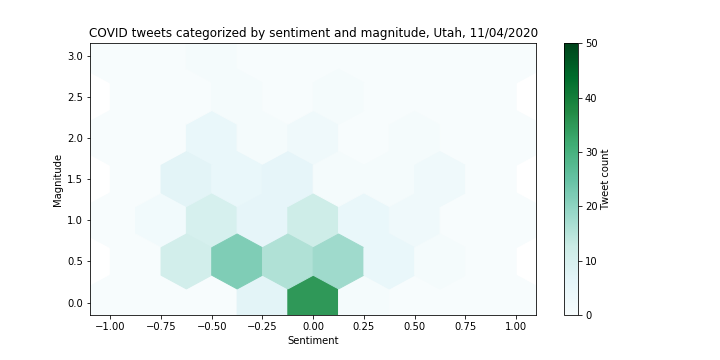 COVID tweets categorized by sentiment and magnitude, Utah, 11/04/2020
Magnitude
3.0
2.5
2.0
1.5
1.0
0.5
0.0
−1.00 −0.75 −0.50 −0.25 0.00 0.25 0.50 0.75 1.00
Sentiment
50
40
30
20
10
0
Tweet count